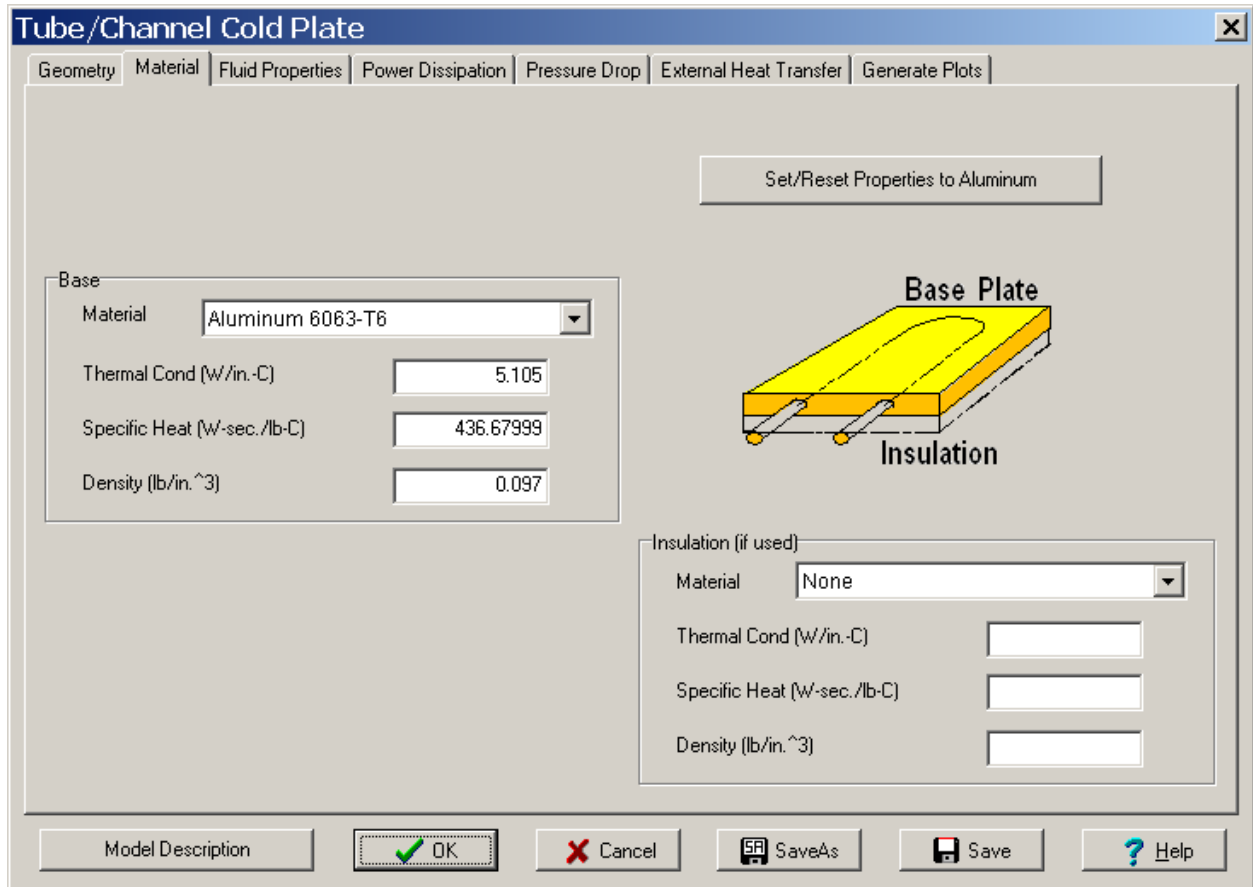 Tube/Channel Cold Plate
Geometry Material Fluid Properties Power Dissipation Pressure Drop External Heat Transfer Generate Plots
Set/Reset Properties to Aluminum
Base
Material Aluminum 6063-T6
Thermal Cond (W/in.-C) 5.105
Specific Heat (W-sec./lb-C) 436.67999
Density (lb/in.^3) 0.097
Base Plate
Insulation
Insulation (if used)
Material None
Thermal Cond (W/in.-C)
Specific Heat (W-sec./lb-C)
Density (lb/in.^3)
Model Description OK Cancel SA SaveAs Save ? Help